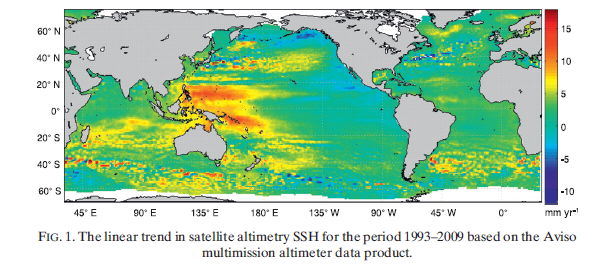 60° N
40° N
20° N
0°
20° S
40° S
60° S
45° E
90° E
135° E
180° E
135° W
90° W
45° W
0°
15
10
5
0
-5
-10
mm yr⁻¹
FIG. 1. The linear trend in satellite altimetry SSH for the period 1993–2009 based on the Aviso
multimission altimeter data product.